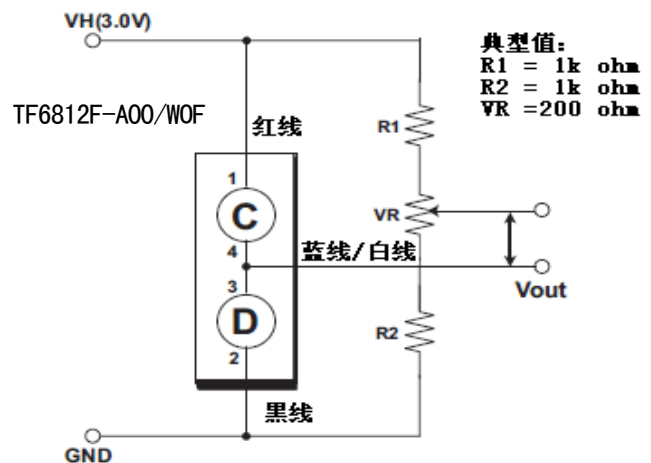 VH(3.0V)
典型值:
R1 = 1k ohm
R2 = 1k ohm
VR =200 ohm
TF6812F-A00/W0F
红线
R1
1
C
VR
4
蓝线/白线
3
Vout
D
R2
2
黑线
GND